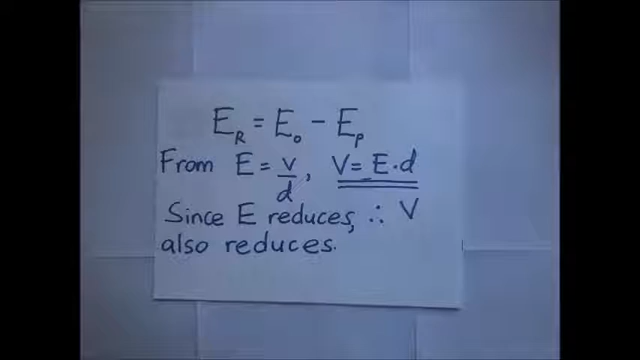 E_R = E_o - E_p
From E = v/d, V = E·d
Since E reduces, ∴ V
also reduces.